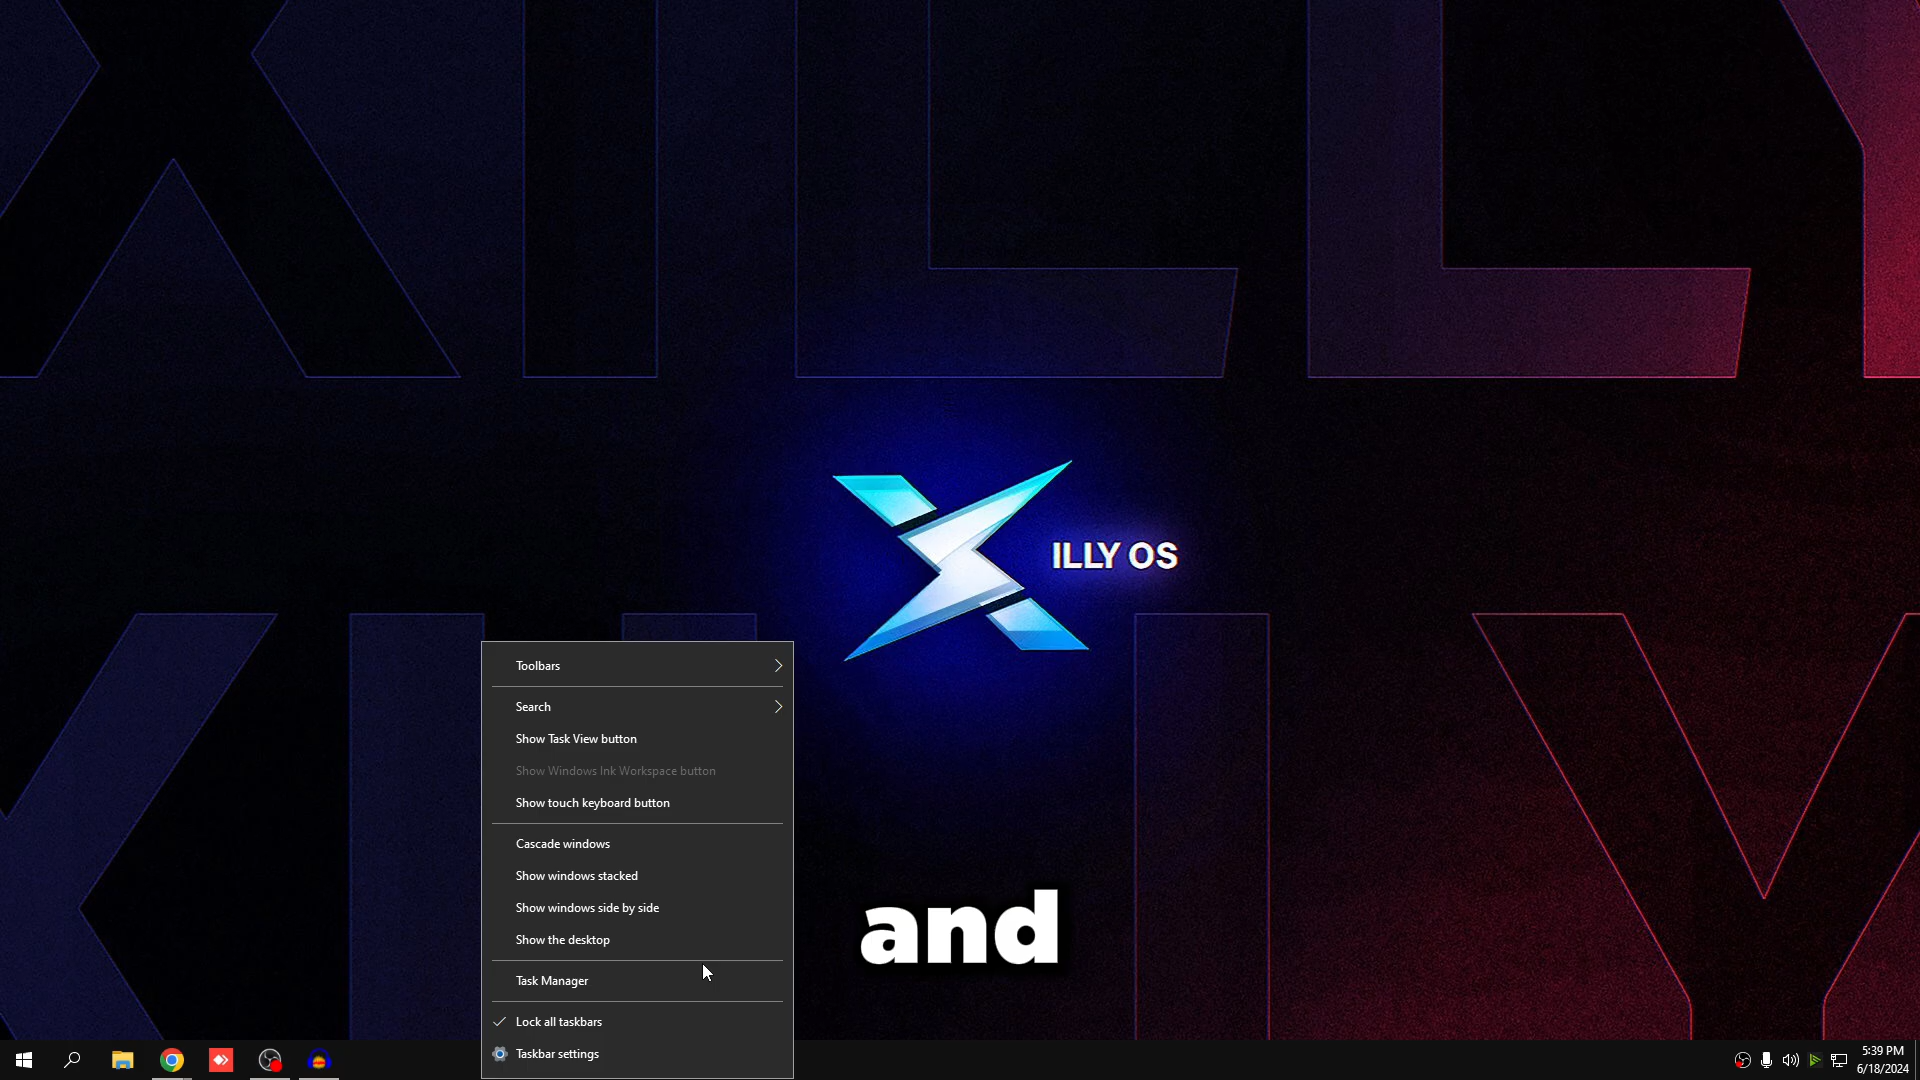 ILLY OS
Toolbars
Search
Show Task View button
Show Windows Ink Workspace button
Show touch keyboard button
Cascade windows
Show windows stacked
Show windows side by side
Show the desktop
Task Manager
Lock all taskbars
Taskbar settings
and
5:39 PM
6/18/2024